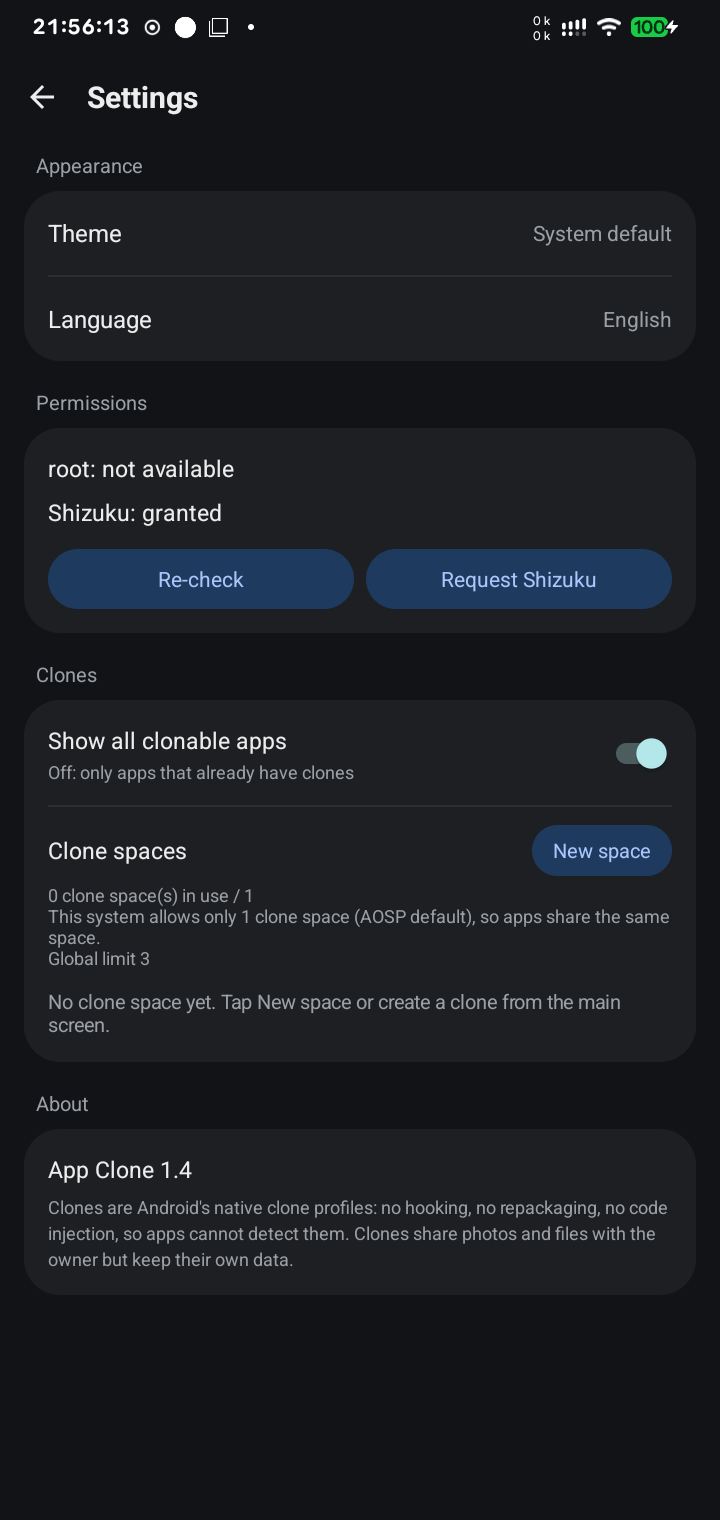 21:56:13
0 k
0 k
100
Settings
Appearance
Theme
System default
Language
English
Permissions
root: not available
Shizuku: granted
Re-check
Request Shizuku
Clones
Show all clonable apps
Off: only apps that already have clones
Clone spaces
New space
0 clone space(s) in use / 1
This system allows only 1 clone space (AOSP default), so apps share the same
space.
Global limit 3
No clone space yet. Tap New space or create a clone from the main
screen.
About
App Clone 1.4
Clones are Android's native clone profiles: no hooking, no repackaging, no code
injection, so apps cannot detect them. Clones share photos and files with the
owner but keep their own data.